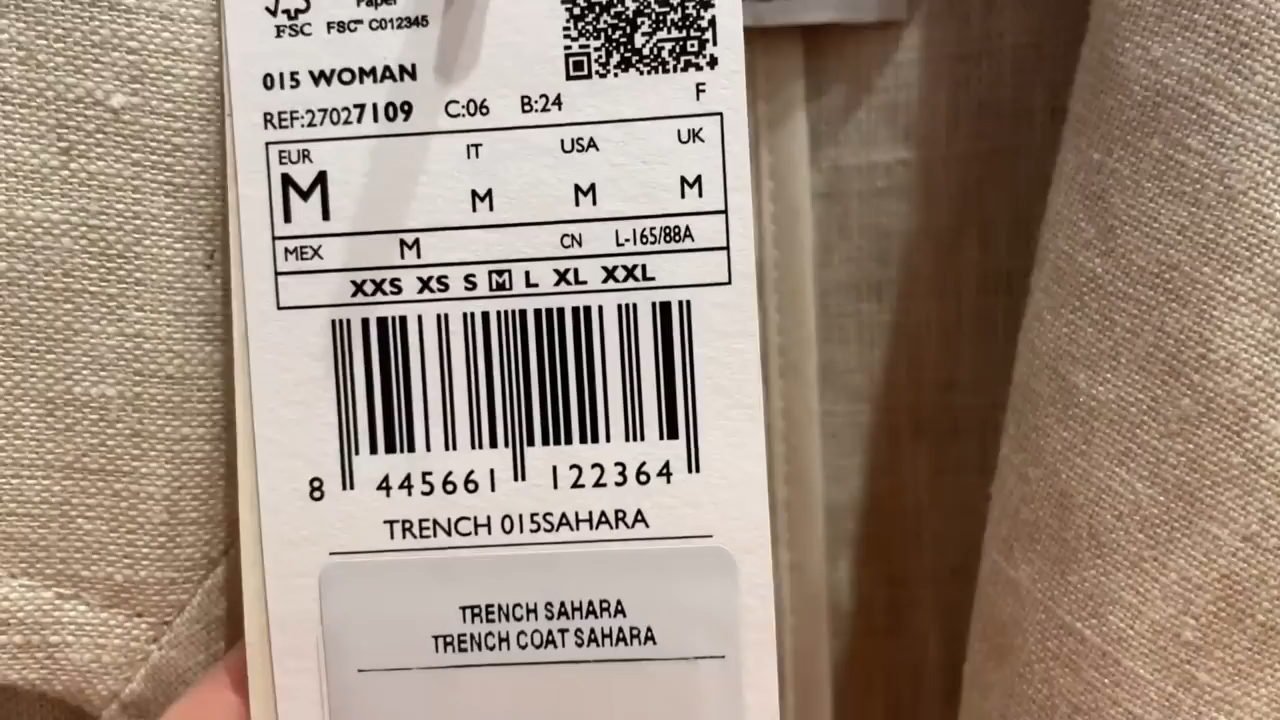 Paper
FSC FSC™ C012345
015 WOMAN
REF:27027109 C:06 B:24 F
EUR IT USA UK
M M M M
MEX M CN L-165/88A
XXS XS S M L XL XXL
8 445661 122364
TRENCH 015SAHARA
TRENCH SAHARA
TRENCH COAT SAHARA